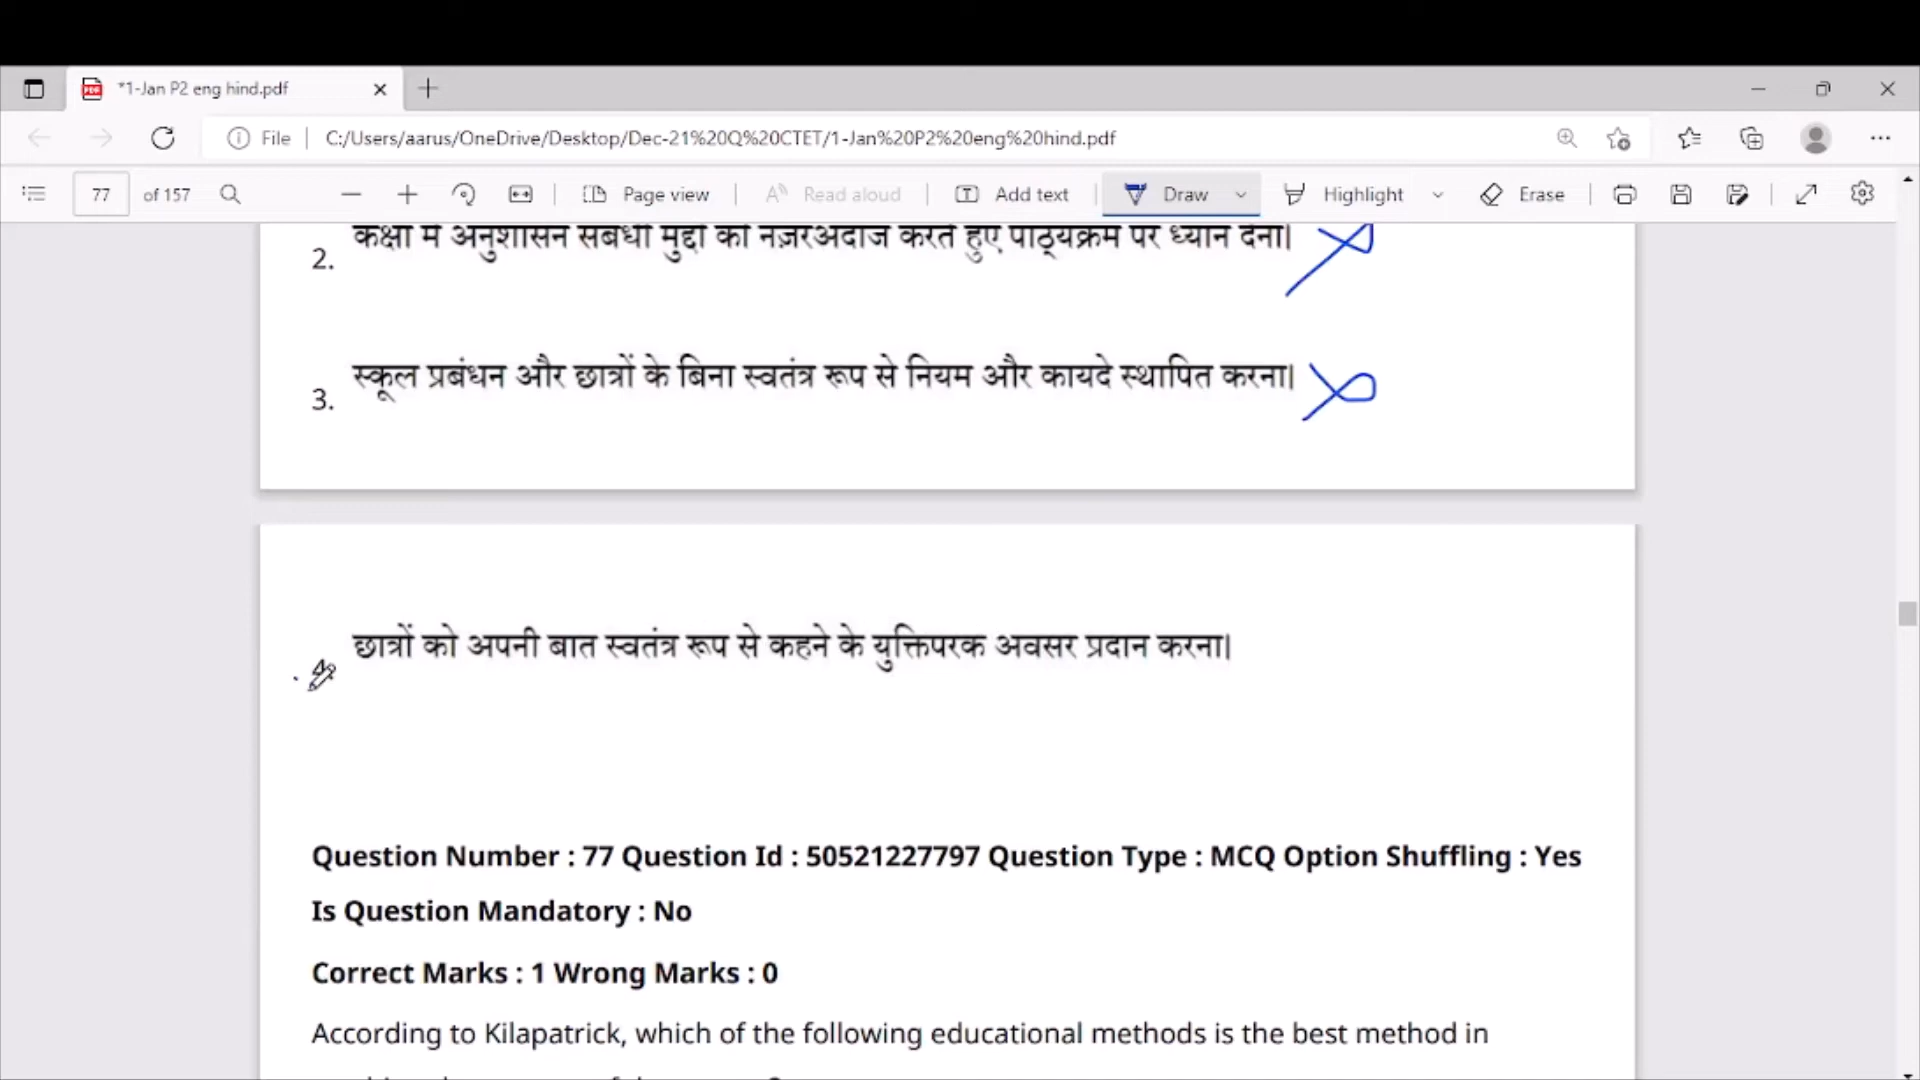 *1-Jan P2 eng hind.pdf
File
C:/Users/aarus/OneDrive/Desktop/Dec-21%20Q%20CTET/1-Jan%20P2%20eng%20hind.pdf
77 of 157
Page view
Read aloud
Add text
Draw
Highlight
Erase
2. कक्षा में अनुशासन संबंधी मुद्दों को नज़रअंदाज करते हुए पाठ्यक्रम पर ध्यान देना।
3. स्कूल प्रबंधन और छात्रों के बिना स्वतंत्र रूप से नियम और कायदे स्थापित करना।
छात्रों को अपनी बात स्वतंत्र रूप से कहने के युक्तिपरक अवसर प्रदान करना।
Question Number : 77 Question Id : 50521227797 Question Type : MCQ Option Shuffling : Yes
Is Question Mandatory : No
Correct Marks : 1 Wrong Marks : 0
According to Kilapatrick, which of the following educational methods is the best method in